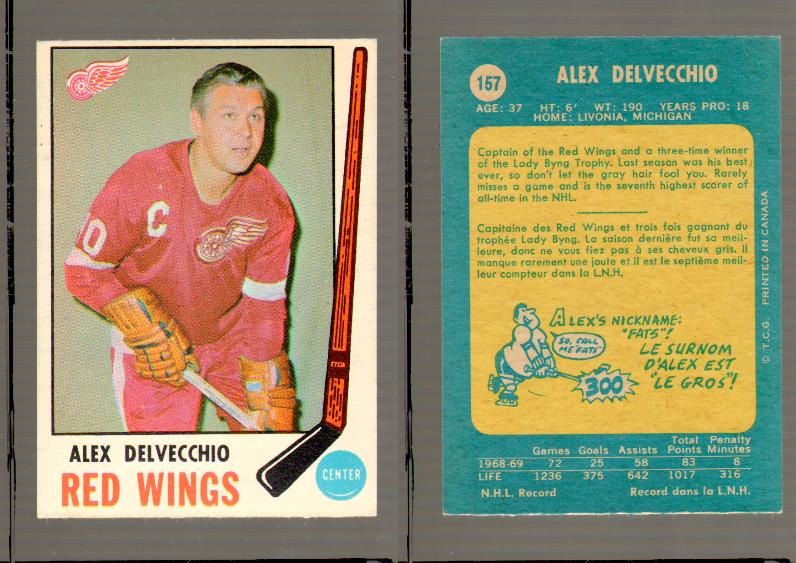 C
10
ALEX DELVECCHIO
RED WINGS
CENTER
157
ALEX DELVECCHIO
AGE: 37 HT: 6' WT: 190 YEARS PRO: 18
HOME: LIVONIA, MICHIGAN
Captain of the Red Wings and a three-time winner
of the Lady Byng Trophy. Last season was his best
ever, so don't let the gray hair fool you. Rarely
misses a game and is the seventh highest scorer of
all-time in the NHL.
Capitaine des Red Wings et trois fois gagnant du
trophée Lady Byng. La saison dernière fut sa meil-
leure, donc ne vous fiez pas à ses cheveux gris. Il
manque rarement une joute et il est le septième meil-
leur compteur dans la L.N.H.
ALEX'S NICKNAME:
"FATS"!
SO, CALL
ME "FATS"
LE SURNOM
D'ALEX EST
"LE GROS"!
300
Games Goals Assists Total Points Penalty Minutes
1968-69 72 25 58 83 8
LIFE 1236 375 642 1017 316
N.H.L. Record Record dans la L.N.H.
© T.C.G. PRINTED IN CANADA